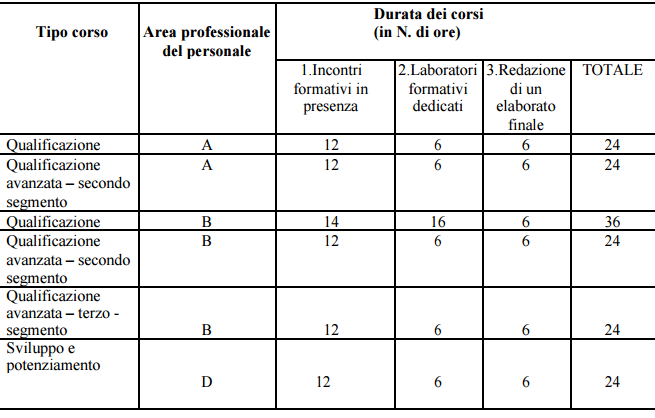 Tipo corso Area professionale del personale Durata dei corsi (in N. di ore)
1.Incontri formativi in presenza 2.Laboratori formativi dedicati 3.Redazione di un elaborato finale TOTALE
Qualificazione A 12 6 6 24
Qualificazione avanzata – secondo segmento A 12 6 6 24
Qualificazione B 14 16 6 36
Qualificazione avanzata – secondo segmento B 12 6 6 24
Qualificazione avanzata – terzo - segmento B 12 6 6 24
Sviluppo e potenziamento D 12 6 6 24